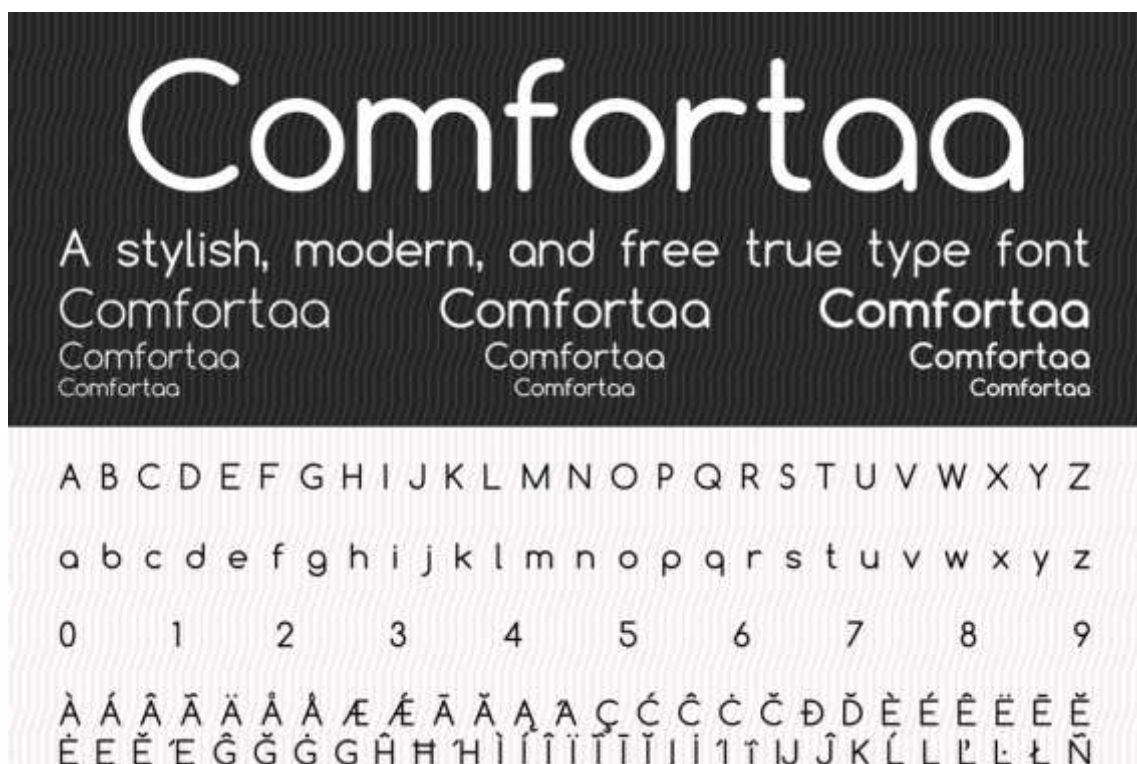 Comfortaa
A stylish, modern, and free true type font
Comfortaa Comfortaa Comfortaa
Comfortaa Comfortaa Comfortaa
Comfortaa Comfortaa Comfortaa
A B C D E F G H I J K L M N O P Q R S T U V W X Y Z
a b c d e f g h i j k l m n o p q r s t u v w x y z
0 1 2 3 4 5 6 7 8 9
À Á Â Ã Ä Å Å Æ Ǽ Ā Ă Ą Ά Ç Ć Ĉ Ċ Č Đ Ď È É Ê Ë Ē Ĕ